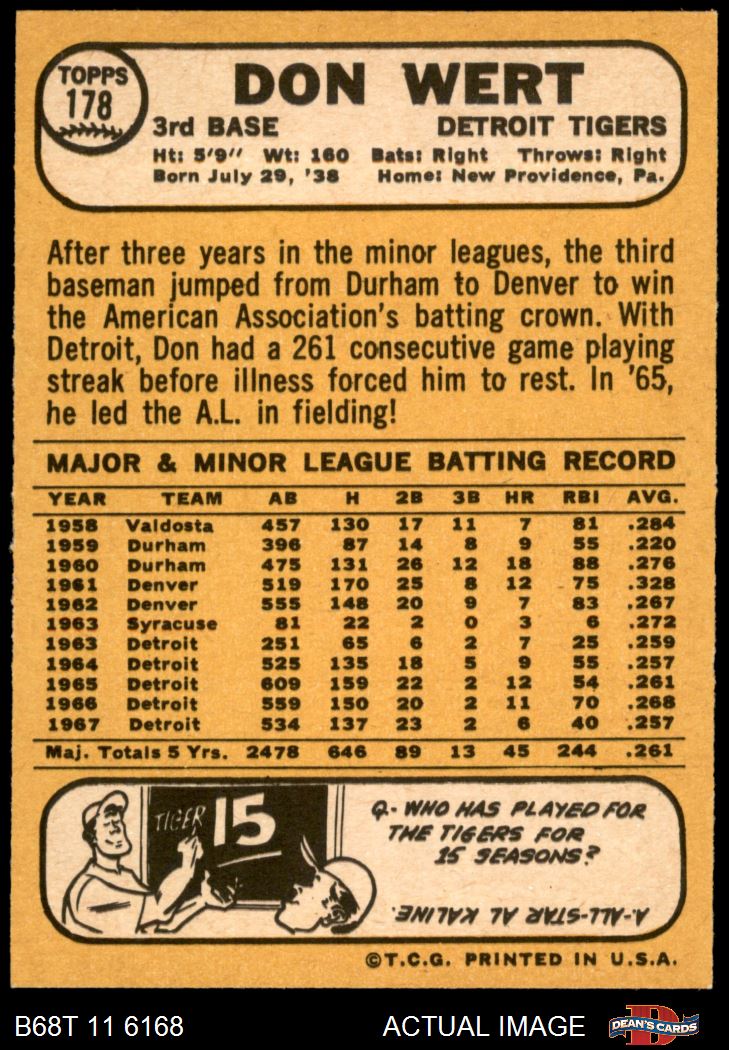 TOPPS
178
DON WERT
3rd BASE DETROIT TIGERS
Ht: 5'9" Wt: 160 Bats: Right Throws: Right
Born July 29, '38 Home: New Providence, Pa.
After three years in the minor leagues, the third
baseman jumped from Durham to Denver to win
the American Association's batting crown. With
Detroit, Don had a 261 consecutive game playing
streak before illness forced him to rest. In '65,
he led the A.L. in fielding!
MAJOR & MINOR LEAGUE BATTING RECORD
YEAR TEAM AB H 2B 3B HR RBI AVG.
1958 Valdosta 457 130 17 11 7 81 .284
1959 Durham 396 87 14 8 9 55 .220
1960 Durham 475 131 26 12 18 88 .276
1961 Denver 519 170 25 8 12 75 .328
1962 Denver 555 148 20 9 7 83 .267
1963 Syracuse 81 22 2 0 3 6 .272
1963 Detroit 251 65 6 2 7 25 .259
1964 Detroit 525 135 18 5 9 55 .257
1965 Detroit 609 159 22 2 12 54 .261
1966 Detroit 559 150 20 2 11 70 .268
1967 Detroit 534 137 23 2 6 40 .257
Maj. Totals 5 Yrs. 2478 646 89 13 45 244 .261
TIGER 15
Q.- WHO HAS PLAYED FOR
THE TIGERS FOR
15 SEASONS?
A-ALL-STAR AL KALINE.
©T.C.G. PRINTED IN U.S.A.
B68T 11 6168 ACTUAL IMAGE DEAN'S CARDS